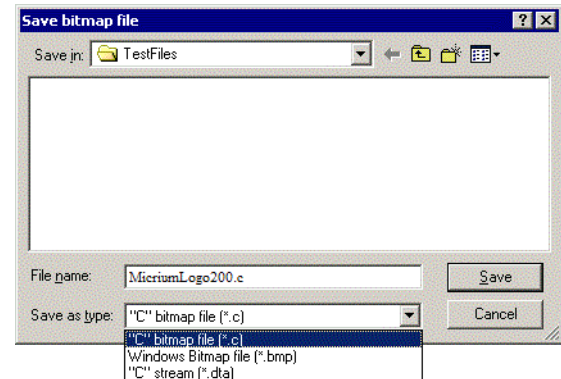 Save bitmap file
Save in: TestFiles
File name: MicriumLogo200.c
Save
Save as type: "C" bitmap file (*.c)
Cancel
"C" bitmap file (*.c)
Windows Bitmap file (*.bmp)
"C" stream (*.dta)